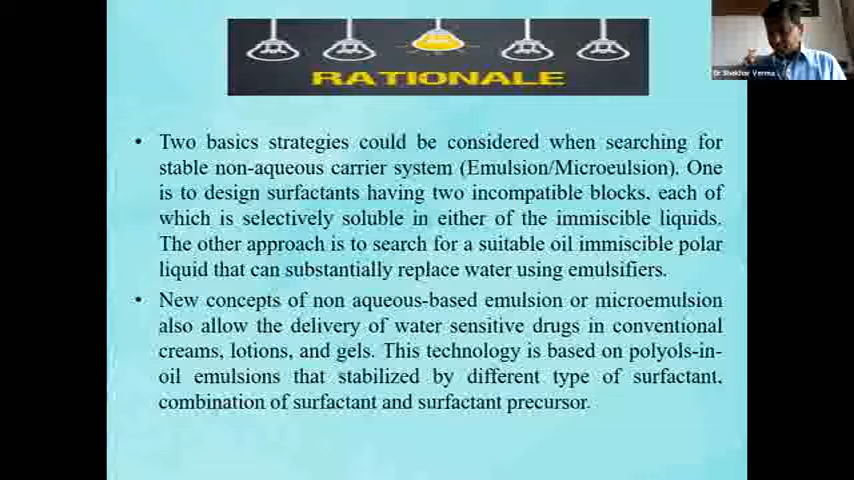 RATIONALE
Dr Shekhar Verma
• Two basics strategies could be considered when searching for
stable non-aqueous carrier system (Emulsion/Microeulsion). One
is to design surfactants having two incompatible blocks, each of
which is selectively soluble in either of the immiscible liquids.
The other approach is to search for a suitable oil immiscible polar
liquid that can substantially replace water using emulsifiers.
• New concepts of non aqueous-based emulsion or microemulsion
also allow the delivery of water sensitive drugs in conventional
creams, lotions, and gels. This technology is based on polyols-in-
oil emulsions that stabilized by different type of surfactant,
combination of surfactant and surfactant precursor.